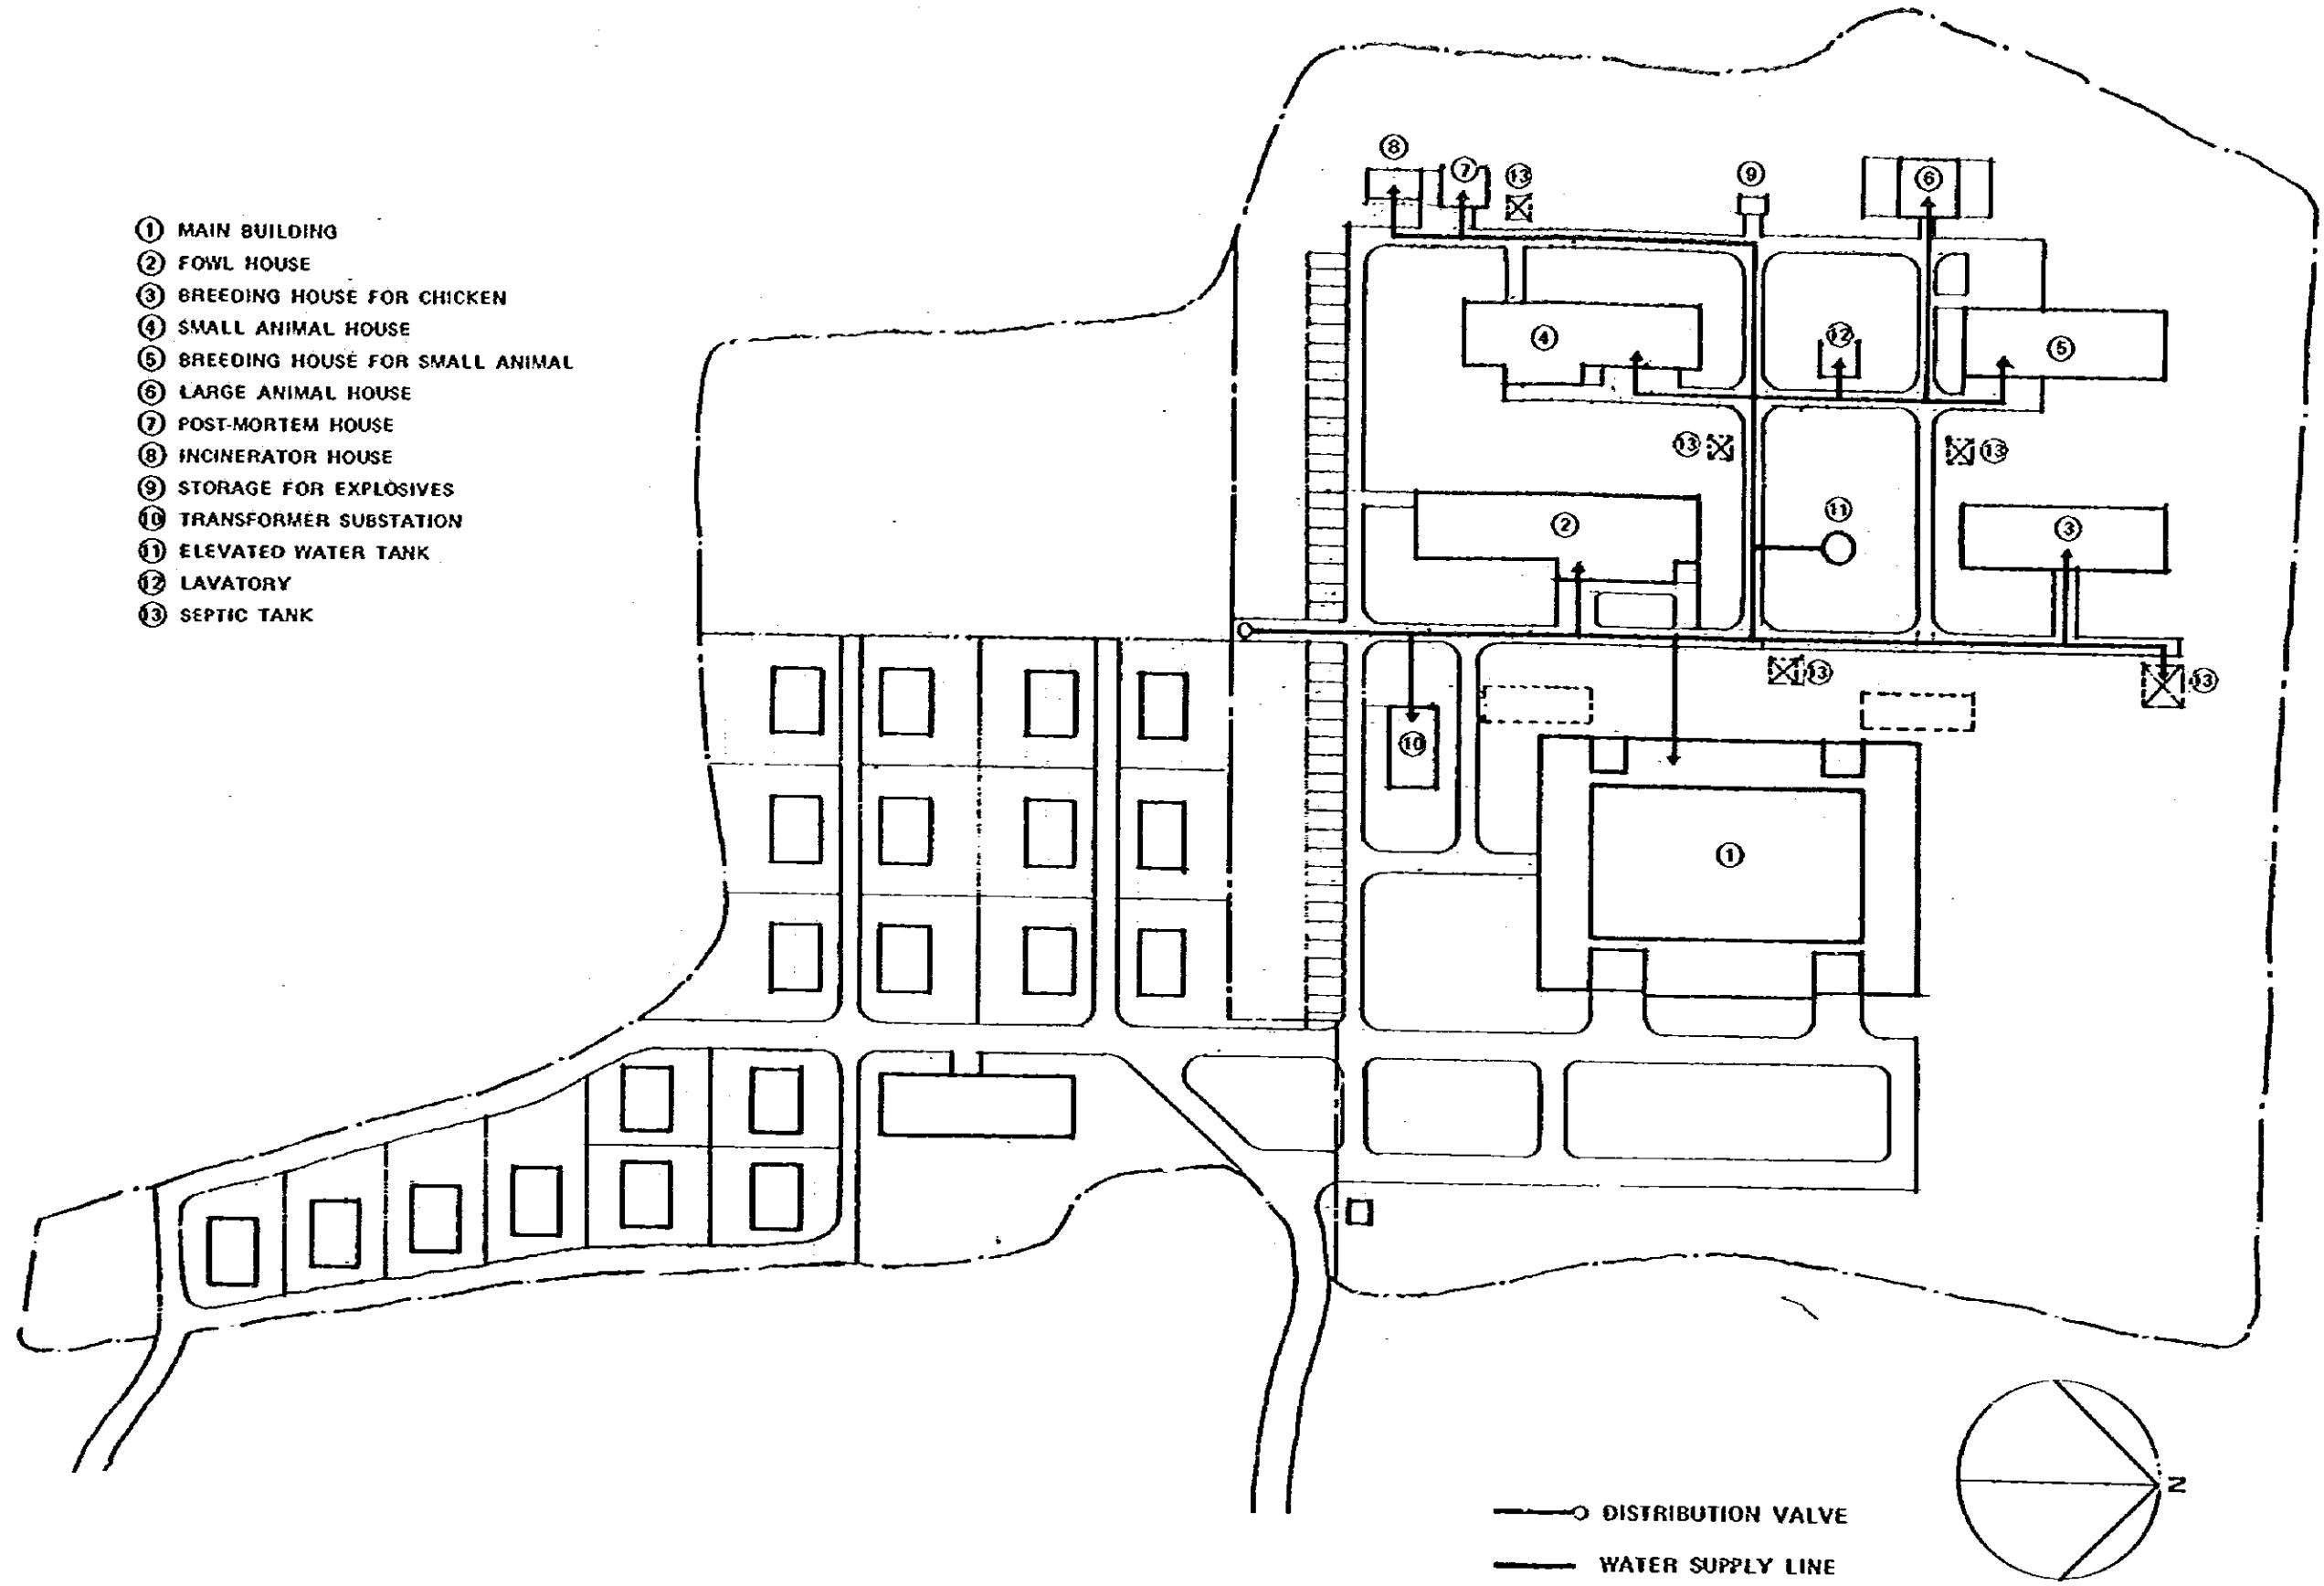 ① MAIN BUILDING
② FOWL HOUSE
③ BREEDING HOUSE FOR CHICKEN
④ SMALL ANIMAL HOUSE
⑤ BREEDING HOUSE FOR SMALL ANIMAL
⑥ LARGE ANIMAL HOUSE
⑦ POST-MORTEM HOUSE
⑧ INCINERATOR HOUSE
⑨ STORAGE FOR EXPLOSIVES
⑩ TRANSFORMER SUBSTATION
⑪ ELEVATED WATER TANK
⑫ LAVATORY
⑬ SEPTIC TANK
⑧
⑦
⑬
⑨
⑥
④
⑫
⑤
⑬
⑬
②
⑪
③
⑬
⑬
⑩
①
N
DISTRIBUTION VALVE
WATER SUPPLY LINE